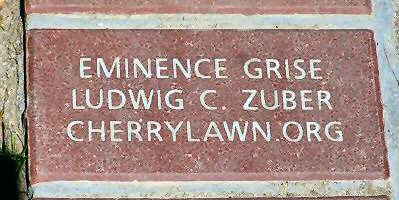 EMINENCE GRISE
LUDWIG C. ZUBER
CHERRYLAWN.ORG